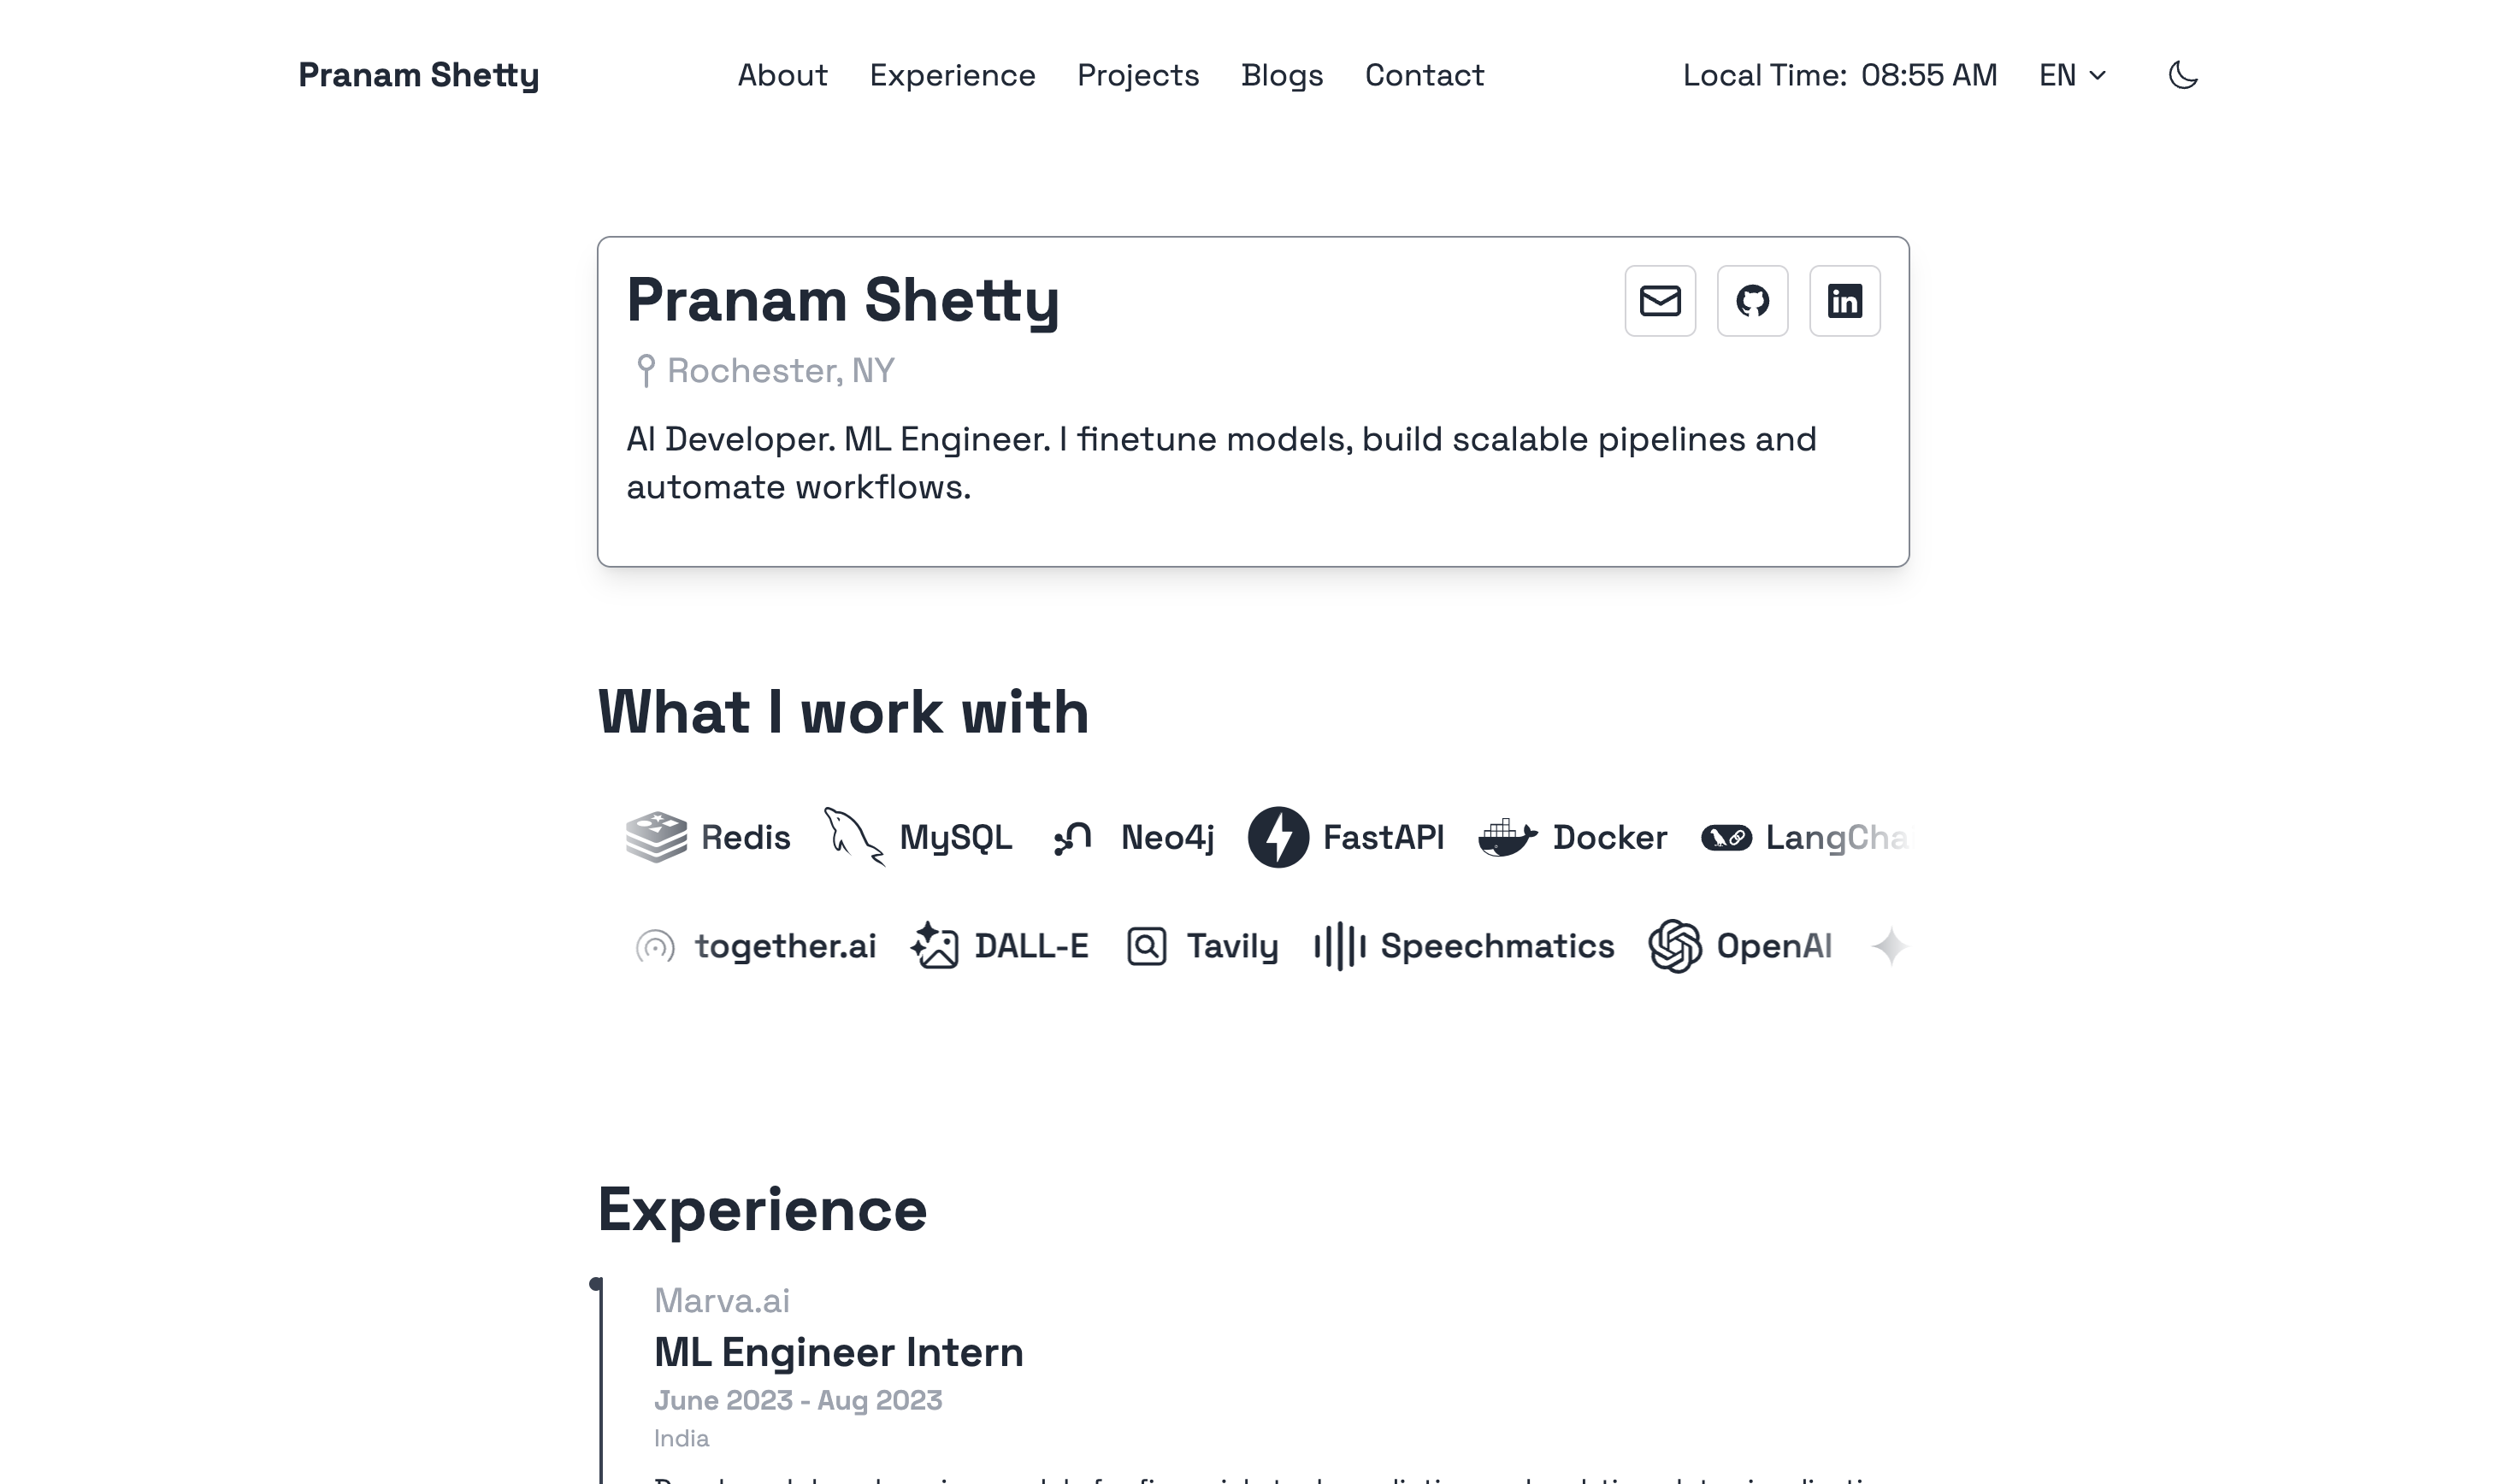 Pranam Shetty
About Experience Projects Blogs Contact
Local Time: 08:55 AM EN
Pranam Shetty
Rochester, NY
AI Developer. ML Engineer. I finetune models, build scalable pipelines and
automate workflows.
What I work with
Redis MySQL Neo4j FastAPI Docker LangCha
together.ai DALL-E Tavily Speechmatics OpenAI
Experience
Marva.ai
ML Engineer Intern
June 2023 - Aug 2023
India